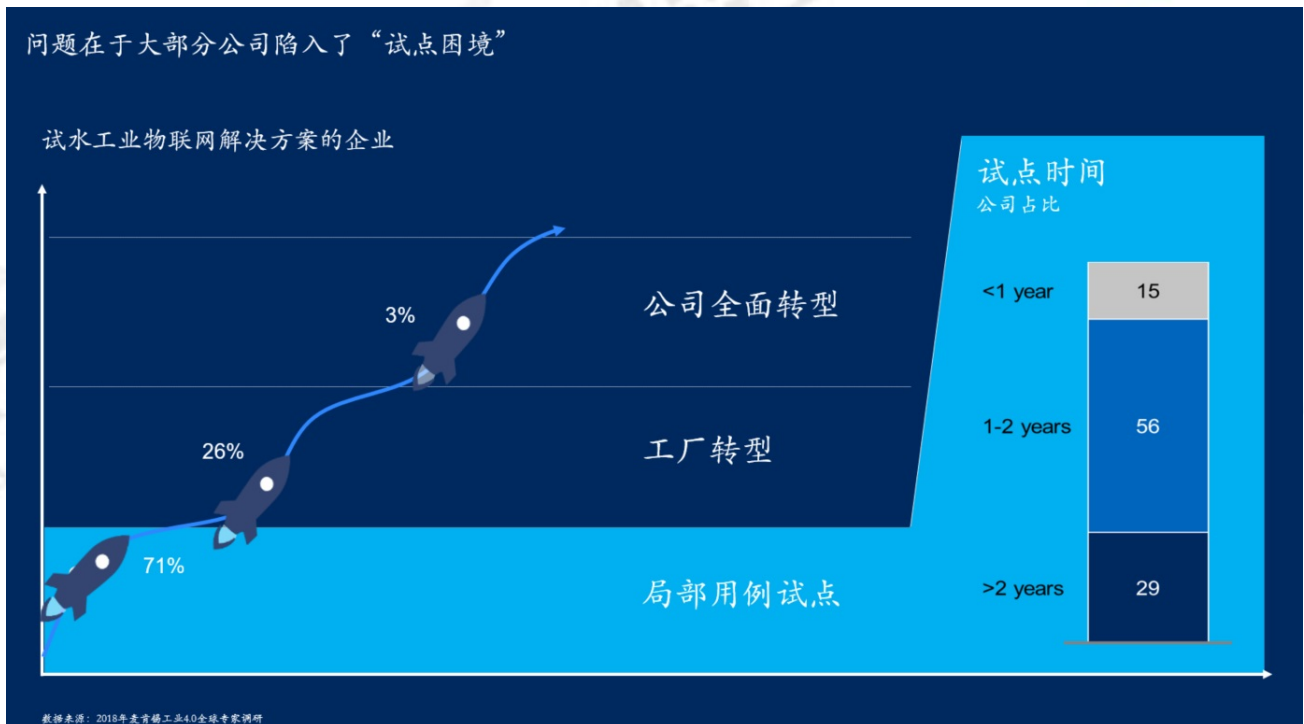 问题在于大部分公司陷入了“试点困境”
试水工业物联网解决方案的企业
3%
公司全面转型
26%
工厂转型
71%
局部用例试点
试点时间
公司占比
<1 year 15
1-2 years 56
>2 years 29
数据来源：2018年麦肯锡工业4.0全球专家调研